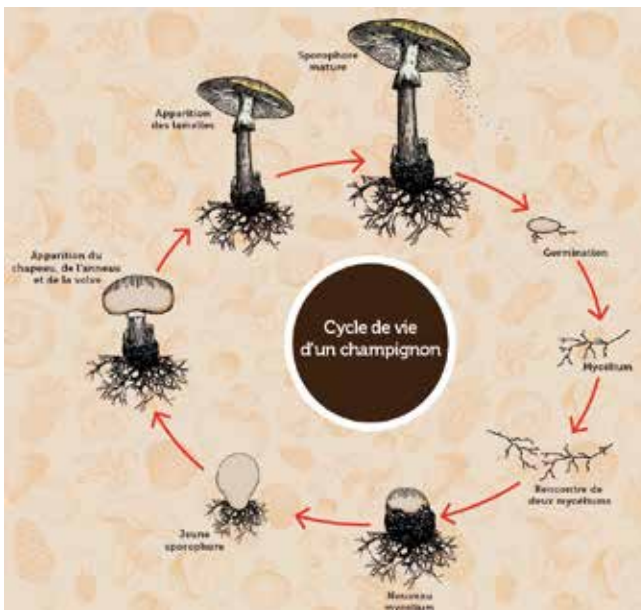 Sporophore
mature
Apparition
des lamelles
Germination
Apparition du
chapeau, de l'anneau
et de la volve
Cycle de vie
d'un champignon
Mycélium
Rencontre de
deux mycéliums
Jeune
sporophore
Nouveau
mycelium